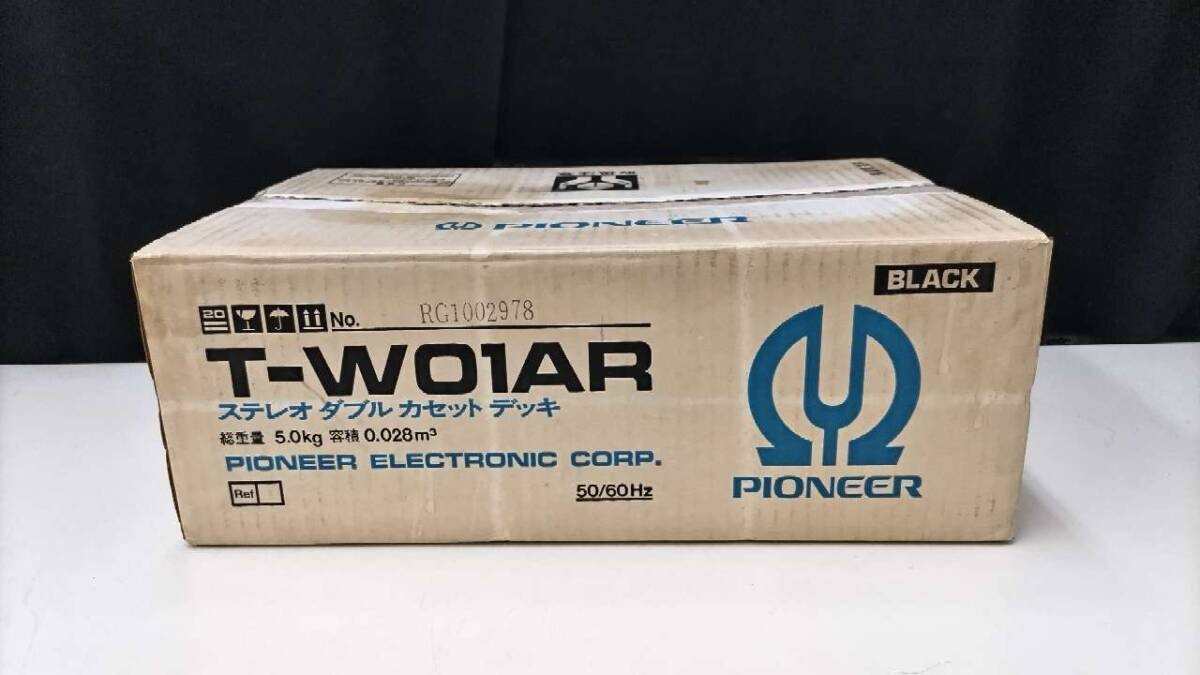 PIONEER
BLACK
20 No. RG1002978
T-W01AR
ステレオ ダブル カセット デッキ
総重量 5.0kg 容積 0.028m³
PIONEER ELECTRONIC CORP.
Ref 50/60Hz
PIONEER